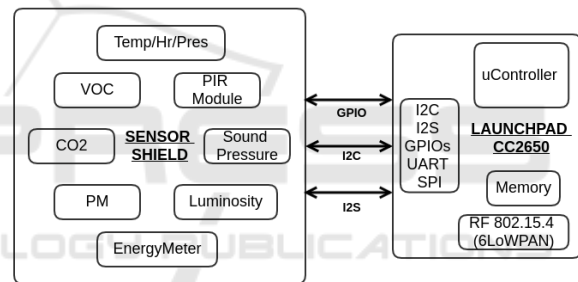 Temp/Hr/Pres
VOC
PIR
Module
CO2
SENSOR
SHIELD
Sound
Pressure
PM
Luminosity
EnergyMeter
GPIO
I2C
I2S
I2C
I2S
GPIOs
UART
SPI
uController
LAUNCHPAD
CC2650
Memory
RF 802.15.4
(6LoWPAN)